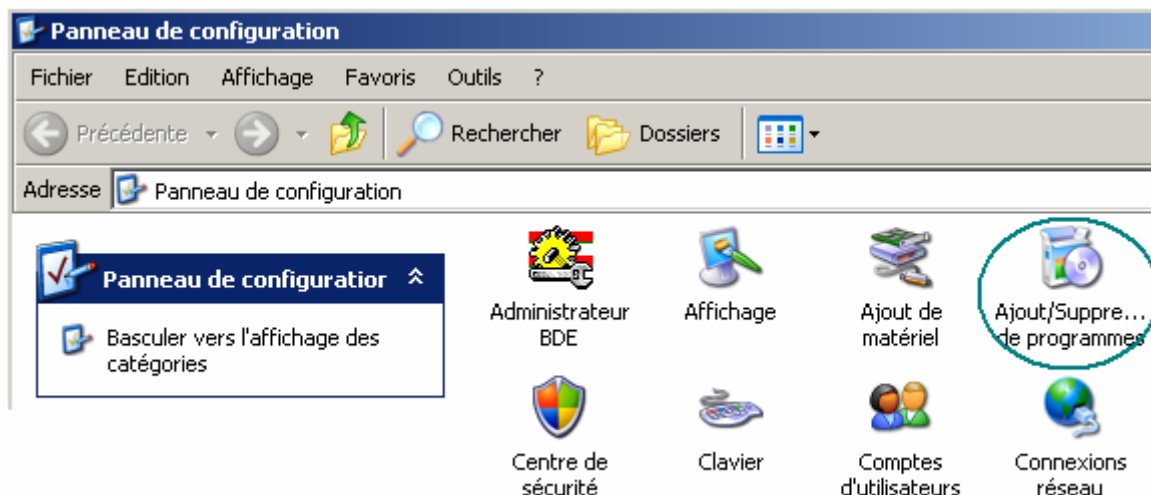 Panneau de configuration
Fichier Edition Affichage Favoris Outils ?
Précédente Rechercher Dossiers
Adresse Panneau de configuration
Panneau de configuration
Basculer vers l'affichage des
catégories
Administrateur
BDE
Affichage
Ajout de
matériel
Ajout/Suppre...
de programmes
Centre de
sécurité
Clavier
Comptes
d'utilisateurs
Connexions
réseau